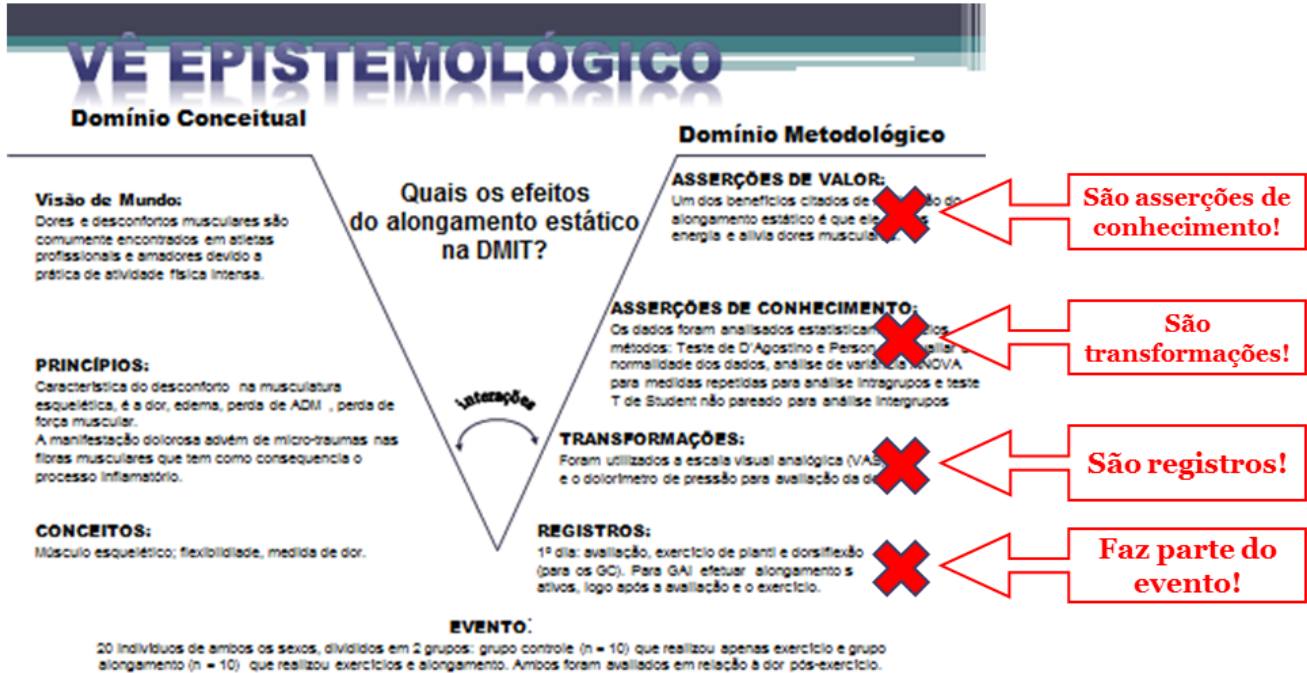 VÊ EPISTEMOLÓGICO
Domínio Conceitual
Domínio Metodológico
Visão de Mundo:
Dores e desconfortos musculares são
comumente encontrados em atletas
profissionais e amadores devido a
prática de atividade física intensa.
PRINCÍPIOS:
Característica do desconforto na musculatura
esquelética, é a dor, edema, perda de ADM , perda de
força muscular.
A manifestação dolorosa advém de micro-traumas nas
fibras musculares que tem como consequencia o
processo inflamatório.
CONCEITOS:
Músculo esquelético; flexibilidade, medida de dor.
Quais os efeitos
do alongamento estático
na DMIT?
interações
ASSERÇÕES DE VALOR:
Um dos benefícios citados de do
alongamento estático é que ele
energia e alivia dores
São asserções de
conhecimento!
ASSERÇÕES DE CONHECIMENTO:
Os dados foram analisados
métodos: Teste de D'Agostino e Person
normalidade dos dados, análise de variância ANOVA
para medidas repetidas para análise intragrupos e teste
T de Student não pareado para análise intergrupos
São
transformações!
TRANSFORMAÇÕES:
Foram utilizados a escala visual analógica (VAS)
e o dolorímetro de pressão para avaliação da
São registros!
REGISTROS:
1º dia: avaliação, exercício de planti e dorsiflexão
(para os GC). Para GAI efetuar alongamento s
ativos, logo após a avaliação e o exercício.
Faz parte do
evento!
EVENTO:
20 indivíduos de ambos os sexos, divididos em 2 grupos: grupo controle (n = 10) que realizou apenas exercício e grupo
alongamento (n = 10) que realizou exercícios e alongamento. Ambos foram avaliados em relação à dor pós-exercício.